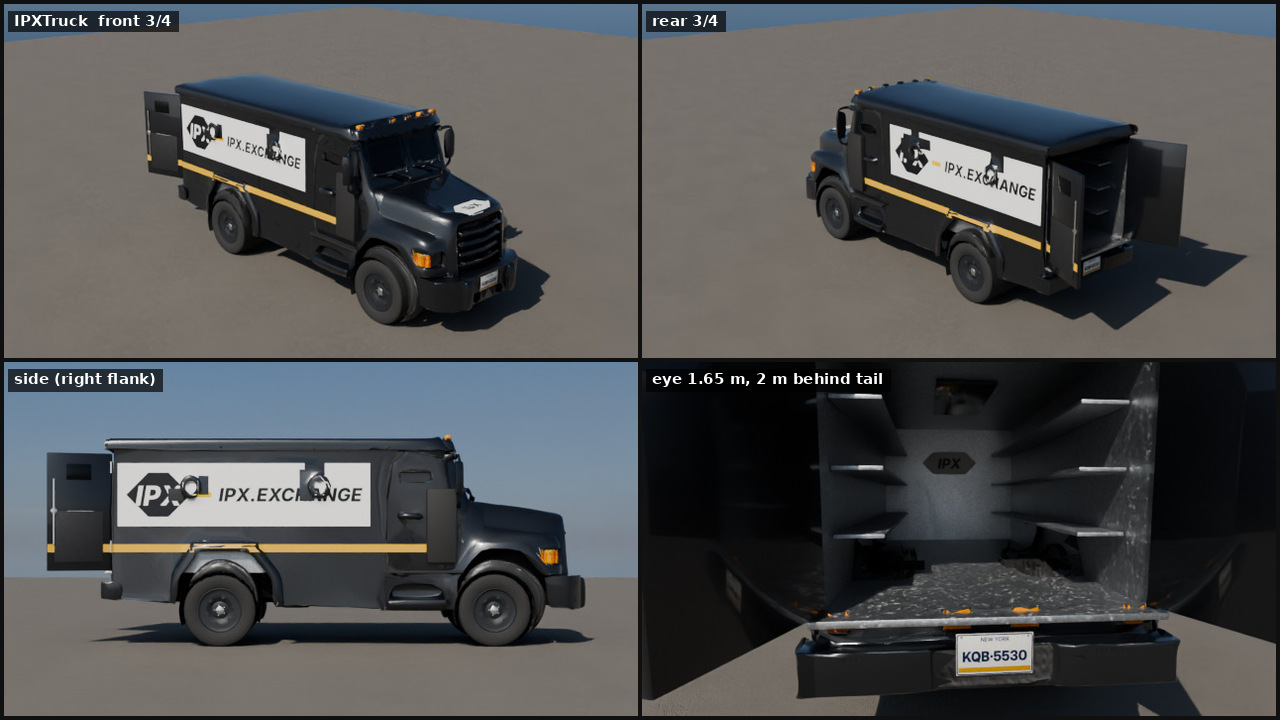 IPXTruck front 3/4
IPX
IPX.EXCHANGE
IPX
rear 3/4
IPX.EXCHANGE
side (right flank)
IPX
IPX.EXCHANGE
eye 1.65 m, 2 m behind tail
IPX
NEW YORK
KQB·5530